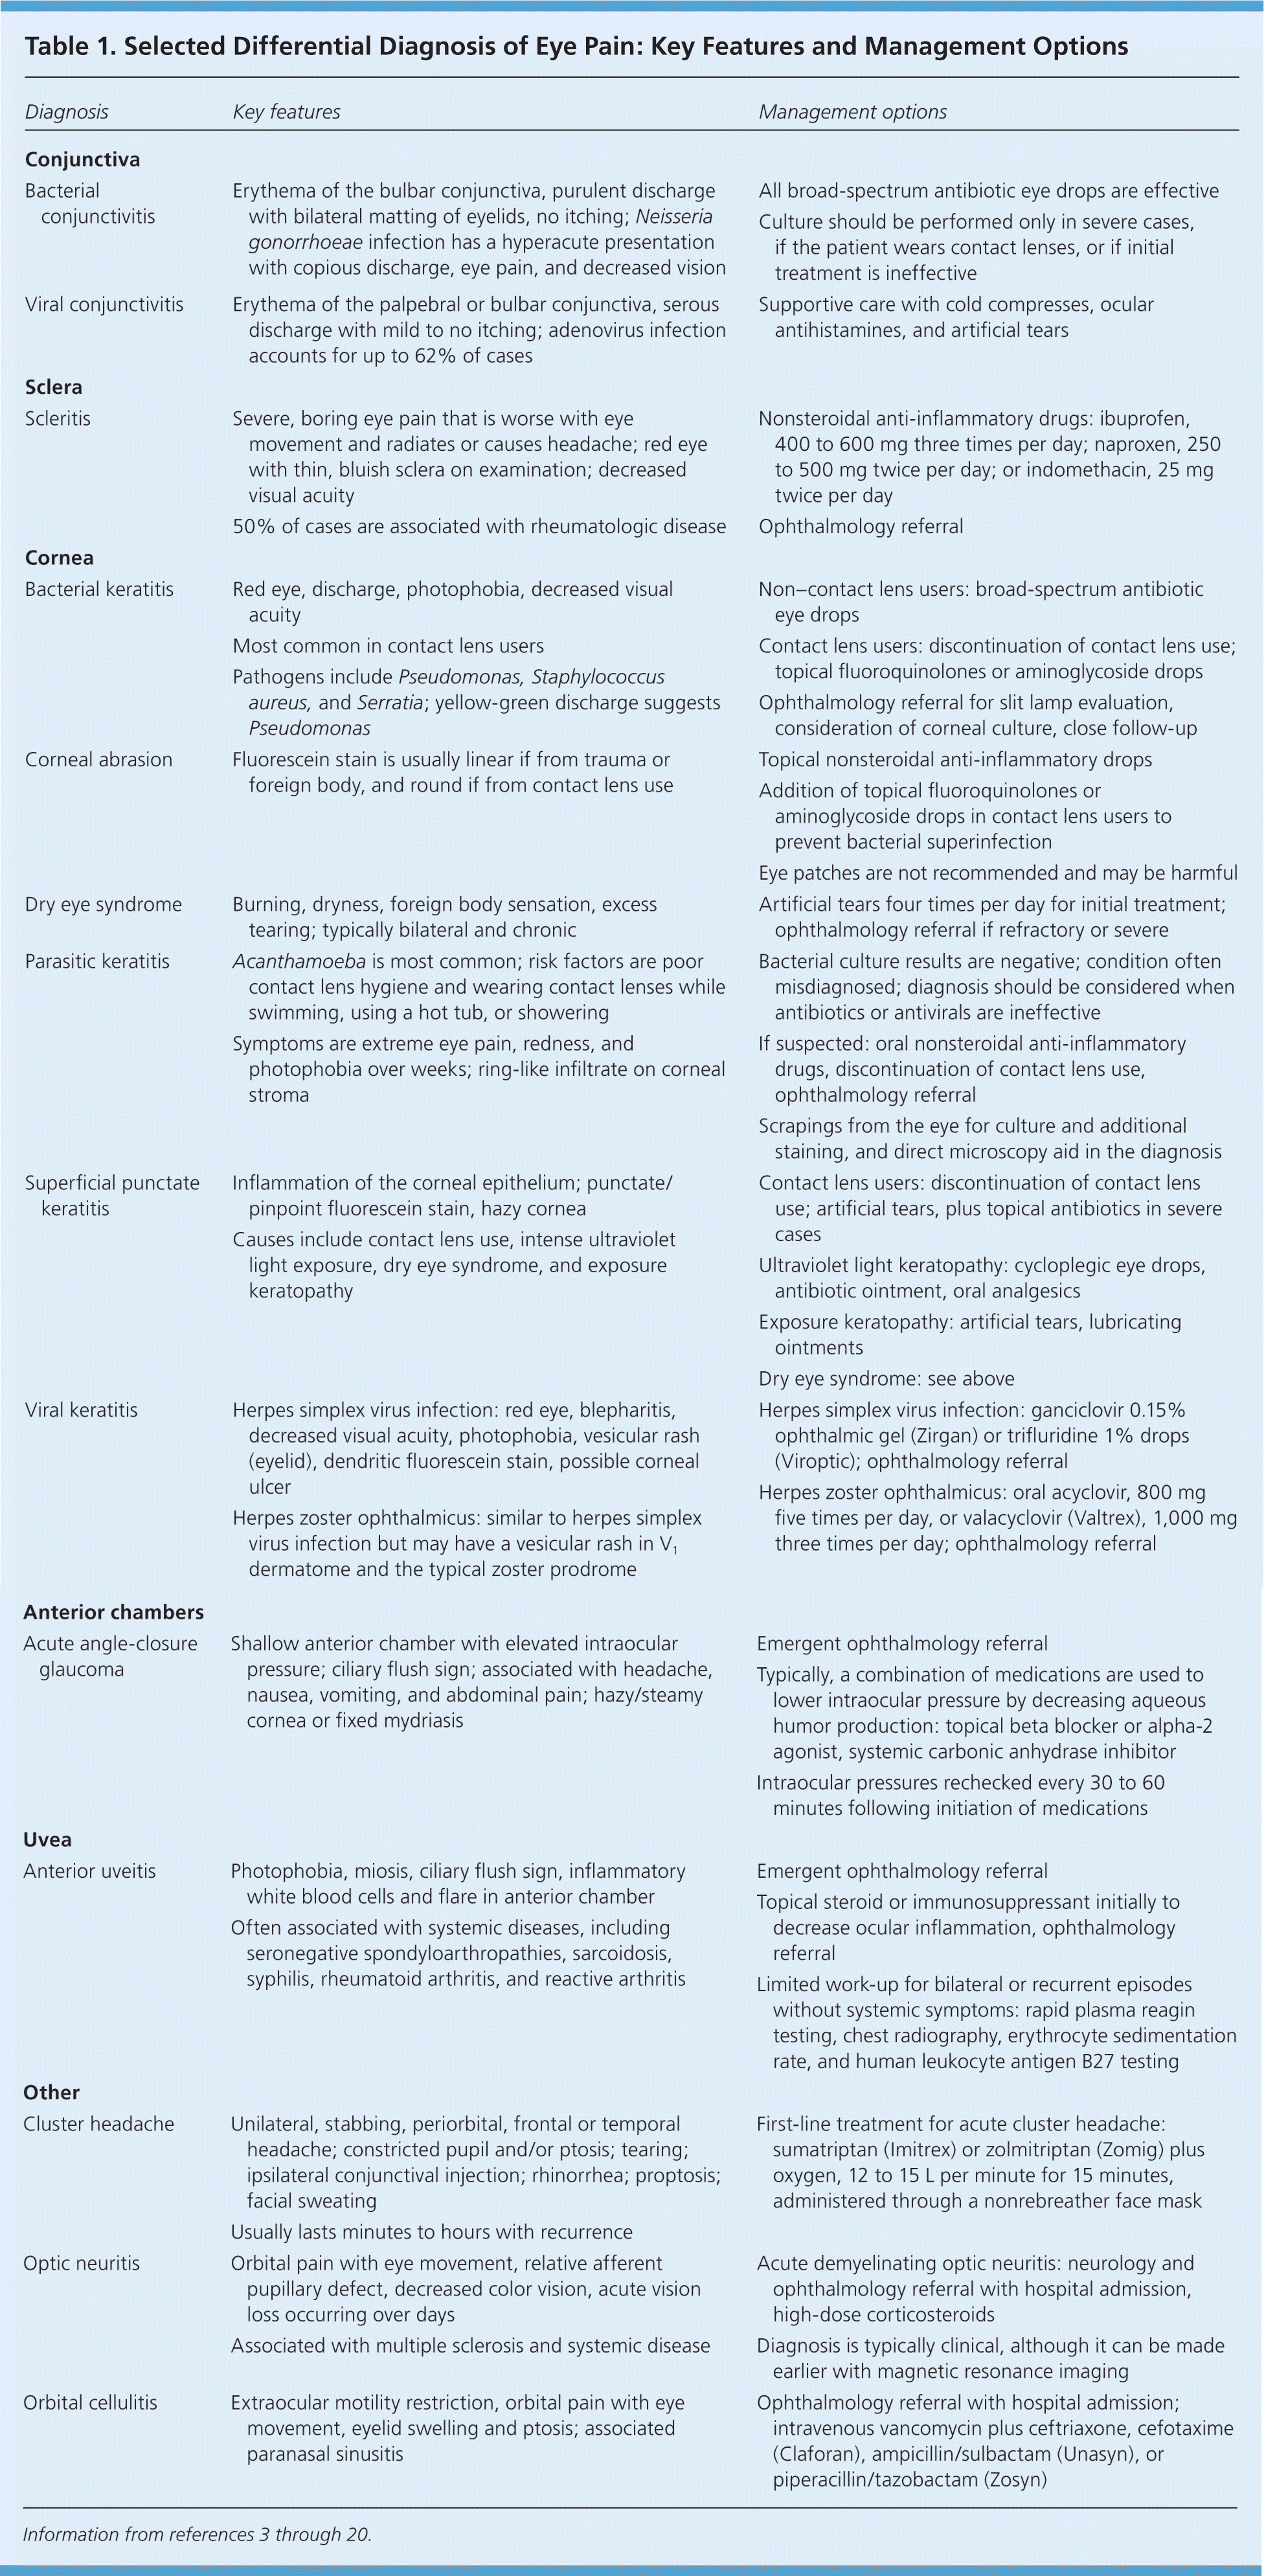 Table 1. Selected Differential Diagnosis of Eye Pain: Key Features and Management Options
Diagnosis
Key features
Management options
Conjunctiva
Bacterial
conjunctivitis
Erythema of the bulbar conjunctiva, purulent discharge
with bilateral matting of eyelids, no itching; Neisseria
gonorrhoeae infection has a hyperacute presentation
with copious discharge, eye pain, and decreased vision
All broad-spectrum antibiotic eye drops are effective
Culture should be performed only in severe cases,
if the patient wears contact lenses, or if initial
treatment is ineffective
Viral conjunctivitis
Erythema of the palpebral or bulbar conjunctiva, serous
discharge with mild to no itching; adenovirus infection
accounts for up to 62% of cases
Supportive care with cold compresses, ocular
antihistamines, and artificial tears
Sclera
Scleritis
Severe, boring eye pain that is worse with eye
movement and radiates or causes headache; red eye
with thin, bluish sclera on examination; decreased
visual acuity
50% of cases are associated with rheumatologic disease
Nonsteroidal anti-inflammatory drugs: ibuprofen,
400 to 600 mg three times per day; naproxen, 250
to 500 mg twice per day; or indomethacin, 25 mg
twice per day
Ophthalmology referral
Cornea
Bacterial keratitis
Red eye, discharge, photophobia, decreased visual
acuity
Most common in contact lens users
Pathogens include Pseudomonas, Staphylococcus
aureus, and Serratia; yellow-green discharge suggests
Pseudomonas
Non–contact lens users: broad-spectrum antibiotic
eye drops
Contact lens users: discontinuation of contact lens use;
topical fluoroquinolones or aminoglycoside drops
Ophthalmology referral for slit lamp evaluation,
consideration of corneal culture, close follow-up
Corneal abrasion
Fluorescein stain is usually linear if from trauma or
foreign body, and round if from contact lens use
Topical nonsteroidal anti-inflammatory drops
Addition of topical fluoroquinolones or
aminoglycoside drops in contact lens users to
prevent bacterial superinfection
Eye patches are not recommended and may be harmful
Dry eye syndrome
Burning, dryness, foreign body sensation, excess
tearing; typically bilateral and chronic
Artificial tears four times per day for initial treatment;
ophthalmology referral if refractory or severe
Parasitic keratitis
Acanthamoeba is most common; risk factors are poor
contact lens hygiene and wearing contact lenses while
swimming, using a hot tub, or showering
Symptoms are extreme eye pain, redness, and
photophobia over weeks; ring-like infiltrate on corneal
stroma
Bacterial culture results are negative; condition often
misdiagnosed; diagnosis should be considered when
antibiotics or antivirals are ineffective
If suspected: oral nonsteroidal anti-inflammatory
drugs, discontinuation of contact lens use,
ophthalmology referral
Scrapings from the eye for culture and additional
staining, and direct microscopy aid in the diagnosis
Superficial punctate
keratitis
Inflammation of the corneal epithelium; punctate/
pinpoint fluorescein stain, hazy cornea
Causes include contact lens use, intense ultraviolet
light exposure, dry eye syndrome, and exposure
keratopathy
Contact lens users: discontinuation of contact lens
use; artificial tears, plus topical antibiotics in severe
cases
Ultraviolet light keratopathy: cycloplegic eye drops,
antibiotic ointment, oral analgesics
Exposure keratopathy: artificial tears, lubricating
ointments
Dry eye syndrome: see above
Viral keratitis
Herpes simplex virus infection: red eye, blepharitis,
decreased visual acuity, photophobia, vesicular rash
(eyelid), dendritic fluorescein stain, possible corneal
ulcer
Herpes zoster ophthalmicus: similar to herpes simplex
virus infection but may have a vesicular rash in V₁
dermatome and the typical zoster prodrome
Herpes simplex virus infection: ganciclovir 0.15%
ophthalmic gel (Zirgan) or trifluridine 1% drops
(Viroptic); ophthalmology referral
Herpes zoster ophthalmicus: oral acyclovir, 800 mg
five times per day, or valacyclovir (Valtrex), 1,000 mg
three times per day; ophthalmology referral
Anterior chambers
Acute angle-closure
glaucoma
Shallow anterior chamber with elevated intraocular
pressure; ciliary flush sign; associated with headache,
nausea, vomiting, and abdominal pain; hazy/steamy
cornea or fixed mydriasis
Emergent ophthalmology referral
Typically, a combination of medications are used to
lower intraocular pressure by decreasing aqueous
humor production: topical beta blocker or alpha-2
agonist, systemic carbonic anhydrase inhibitor
Intraocular pressures rechecked every 30 to 60
minutes following initiation of medications
Uvea
Anterior uveitis
Photophobia, miosis, ciliary flush sign, inflammatory
white blood cells and flare in anterior chamber
Often associated with systemic diseases, including
seronegative spondyloarthropathies, sarcoidosis,
syphilis, rheumatoid arthritis, and reactive arthritis
Emergent ophthalmology referral
Topical steroid or immunosuppressant initially to
decrease ocular inflammation, ophthalmology
referral
Limited work-up for bilateral or recurrent episodes
without systemic symptoms: rapid plasma reagin
testing, chest radiography, erythrocyte sedimentation
rate, and human leukocyte antigen B27 testing
Other
Cluster headache
Unilateral, stabbing, periorbital, frontal or temporal
headache; constricted pupil and/or ptosis; tearing;
ipsilateral conjunctival injection; rhinorrhea; proptosis;
facial sweating
Usually lasts minutes to hours with recurrence
First-line treatment for acute cluster headache:
sumatriptan (Imitrex) or zolmitriptan (Zomig) plus
oxygen, 12 to 15 L per minute for 15 minutes,
administered through a nonrebreather face mask
Optic neuritis
Orbital pain with eye movement, relative afferent
pupillary defect, decreased color vision, acute vision
loss occurring over days
Associated with multiple sclerosis and systemic disease
Acute demyelinating optic neuritis: neurology and
ophthalmology referral with hospital admission,
high-dose corticosteroids
Diagnosis is typically clinical, although it can be made
earlier with magnetic resonance imaging
Orbital cellulitis
Extraocular motility restriction, orbital pain with eye
movement, eyelid swelling and ptosis; associated
paranasal sinusitis
Ophthalmology referral with hospital admission;
intravenous vancomycin plus ceftriaxone, cefotaxime
(Claforan), ampicillin/sulbactam (Unasyn), or
piperacillin/tazobactam (Zosyn)
Information from references 3 through 20.